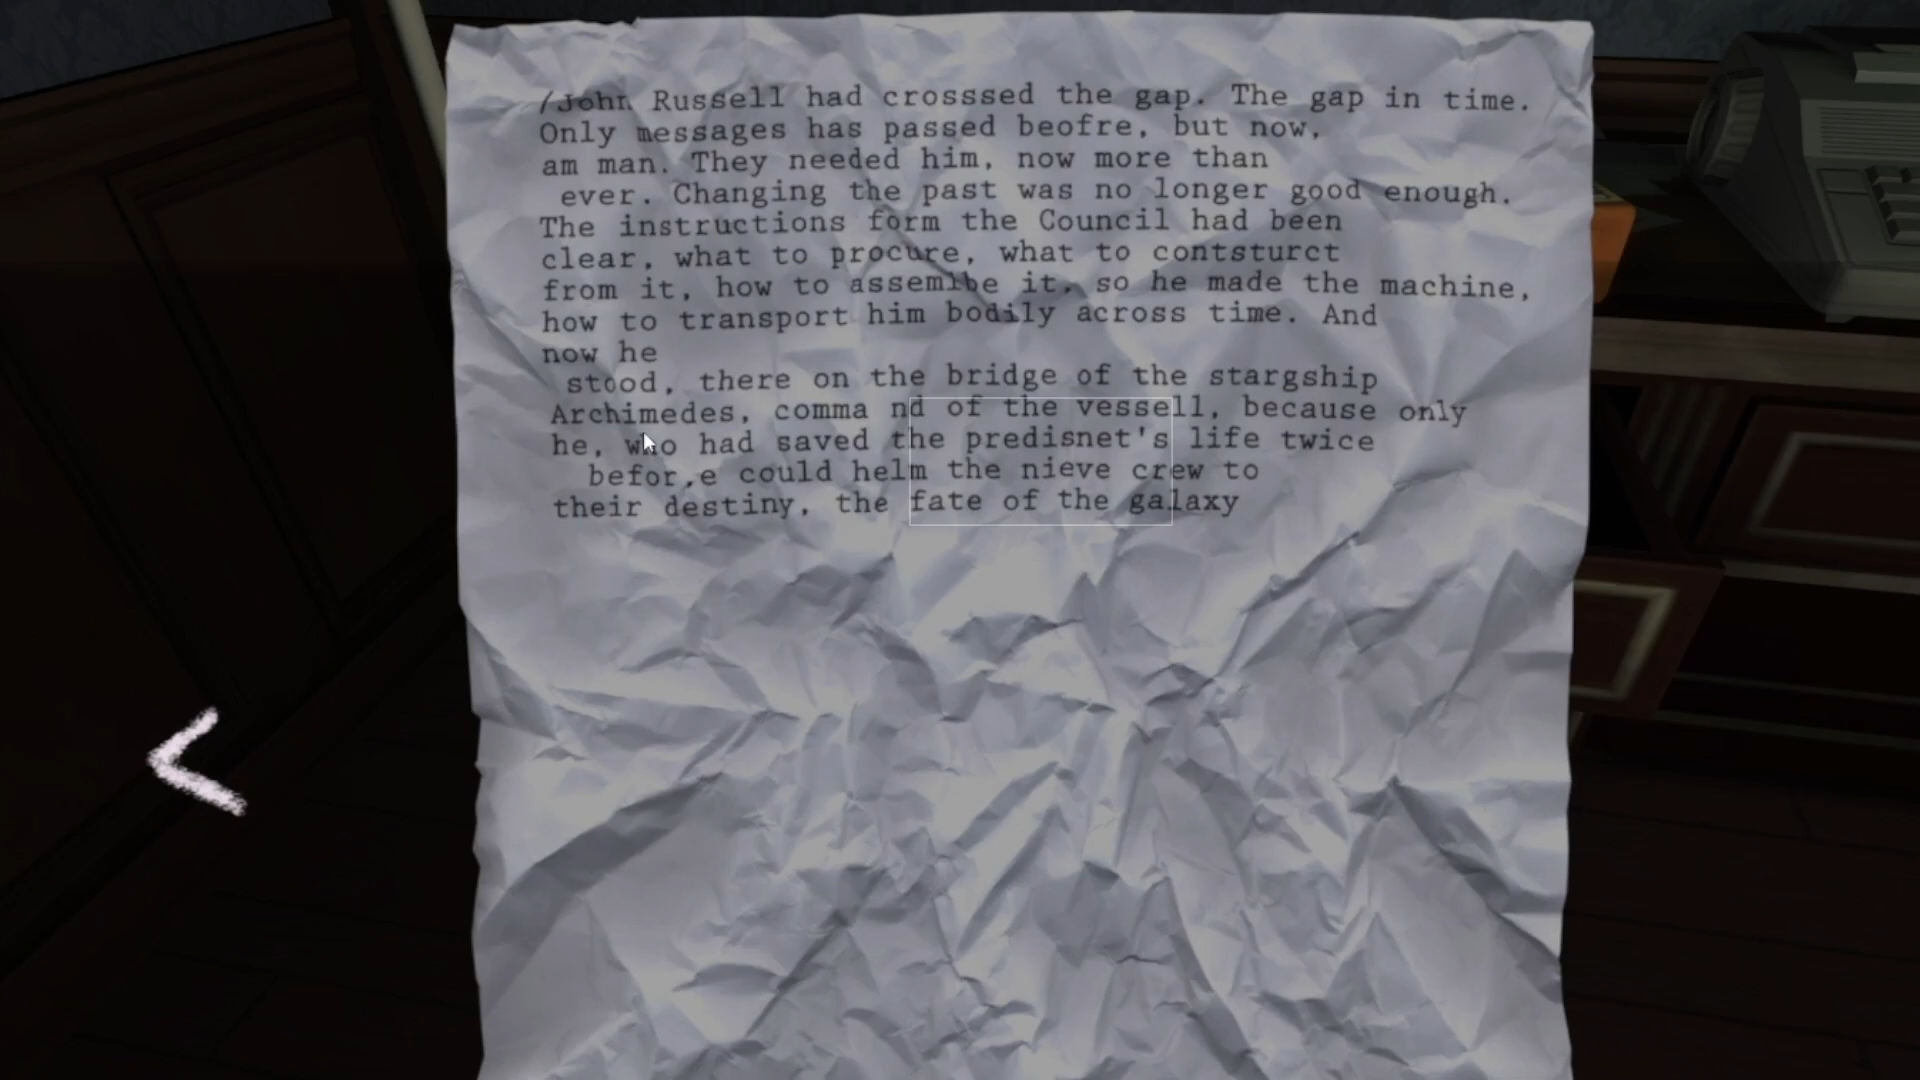 /John Russell had crosssed the gap. The gap in time.
Only messages has passed beofre, but now,
am man. They needed him, now more than
ever. Changing the past was no longer good enough.
The instructions form the Council had been
clear, what to procure, what to contsturct
from it, how to assemlbe it, so he made the machine,
how to transport him bodily across time. And
now he
stood, there on the bridge of the stargship
Archimedes, comma nd of the vessell, because only
he, who had saved the predisnet's life twice
befor,e could helm the nieve crew to
their destiny, the fate of the galaxy